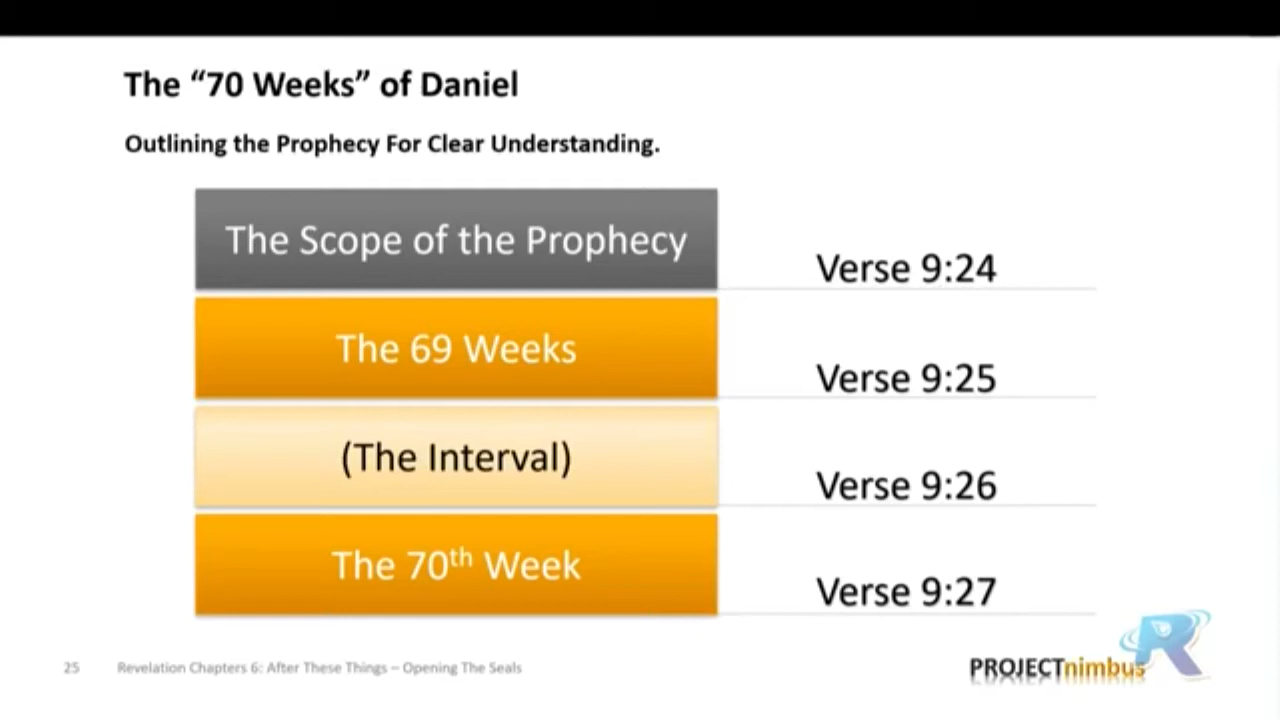 The “70 Weeks” of Daniel
Outlining the Prophecy For Clear Understanding.
The Scope of the Prophecy
Verse 9:24
The 69 Weeks
Verse 9:25
(The Interval)
Verse 9:26
The 70th Week
Verse 9:27
25 Revelation Chapters 6: After These Things – Opening The Seals
PROJECTnimbus
R